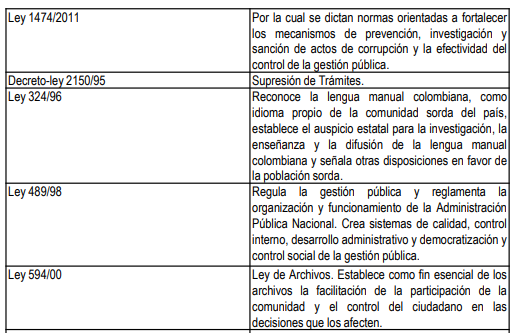 Ley 1474/2011
Por la cual se dictan normas orientadas a fortalecer
los mecanismos de prevención, investigación y
sanción de actos de corrupción y la efectividad del
control de la gestión pública.
Decreto-ley 2150/95
Supresión de Trámites.
Ley 324/96
Reconoce la lengua manual colombiana, como
idioma propio de la comunidad sorda del país,
establece el auspicio estatal para la investigación, la
enseñanza y la difusión de la lengua manual
colombiana y señala otras disposiciones en favor de
la población sorda.
Ley 489/98
Regula la gestión pública y reglamenta la
organización y funcionamiento de la Administración
Pública Nacional. Crea sistemas de calidad, control
interno, desarrollo administrativo y democratización y
control social de la gestión pública.
Ley 594/00
Ley de Archivos. Establece como fin esencial de los
archivos la facilitación de la participación de la
comunidad y el control del ciudadano en las
decisiones que los afecten.